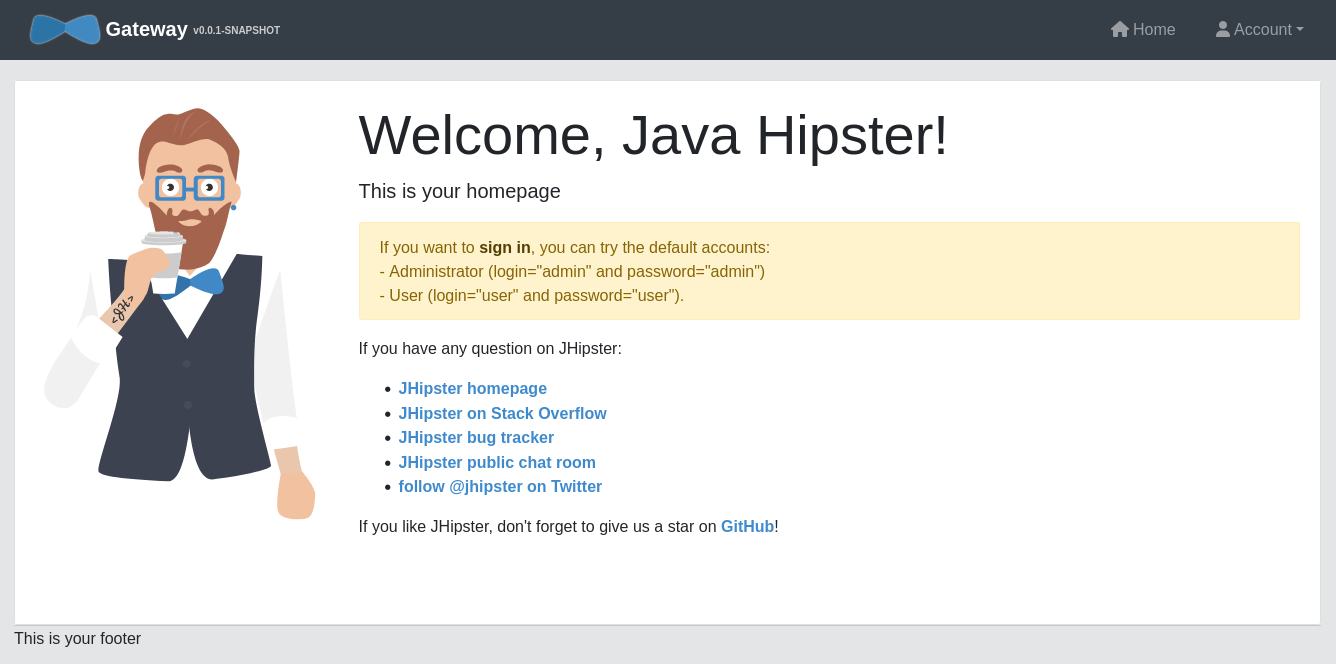 Gateway v0.0.1-SNAPSHOT
Home
Account
Welcome, Java Hipster!
This is your homepage
If you want to sign in, you can try the default accounts:
- Administrator (login="admin" and password="admin")
- User (login="user" and password="user").
If you have any question on JHipster:
JHipster homepage
JHipster on Stack Overflow
JHipster bug tracker
JHipster public chat room
follow @jhipster on Twitter
If you like JHipster, don't forget to give us a star on GitHub!
<JH>
This is your footer